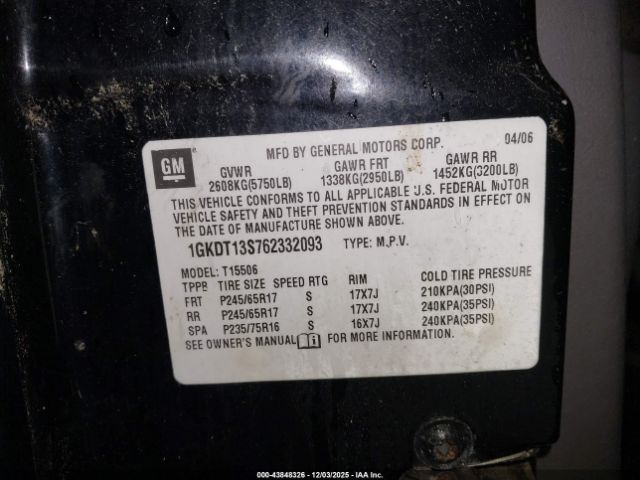 GM
MFD BY GENERAL MOTORS CORP. 04/06
GVWR GAWR FRT GAWR RR
2608KG(5750LB) 1338KG(2950LB) 1452KG(3200LB)
THIS VEHICLE CONFORMS TO ALL APPLICABLE U.S. FEDERAL MOTOR
VEHICLE SAFETY AND THEFT PREVENTION STANDARDS IN EFFECT ON
THE DATE OF MANUFACTURE SHOWN ABOVE.
1GKDT13S762332093 TYPE: M.P.V.
MODEL: T15506
TPPB TIRE SIZE SPEED RTG RIM COLD TIRE PRESSURE
FRT P245/65R17 S 17X7J 210KPA(30PSI)
RR P245/65R17 S 17X7J 240KPA(35PSI)
SPA P235/75R16 S 16X7J 240KPA(35PSI)
SEE OWNER'S MANUAL i FOR MORE INFORMATION.
000-43848326 - 12/03/2025 - IAA Inc.